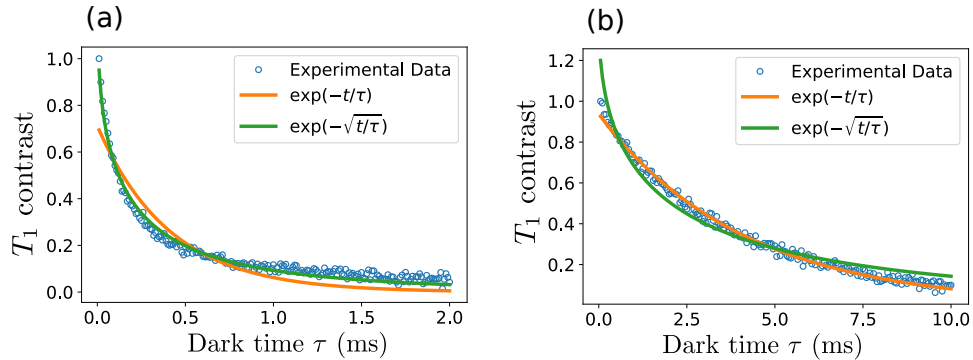 (a)
T₁ contrast
1.0
0.8
0.6
0.4
0.2
0.0
Experimental Data
exp(−t/τ)
exp(−√t/τ)
0.0 0.5 1.0 1.5 2.0
Dark time τ (ms)
(b)
T₁ contrast
1.2
1.0
0.8
0.6
0.4
0.2
Experimental Data
exp(−t/τ)
exp(−√t/τ)
0.0 2.5 5.0 7.5 10.0
Dark time τ (ms)